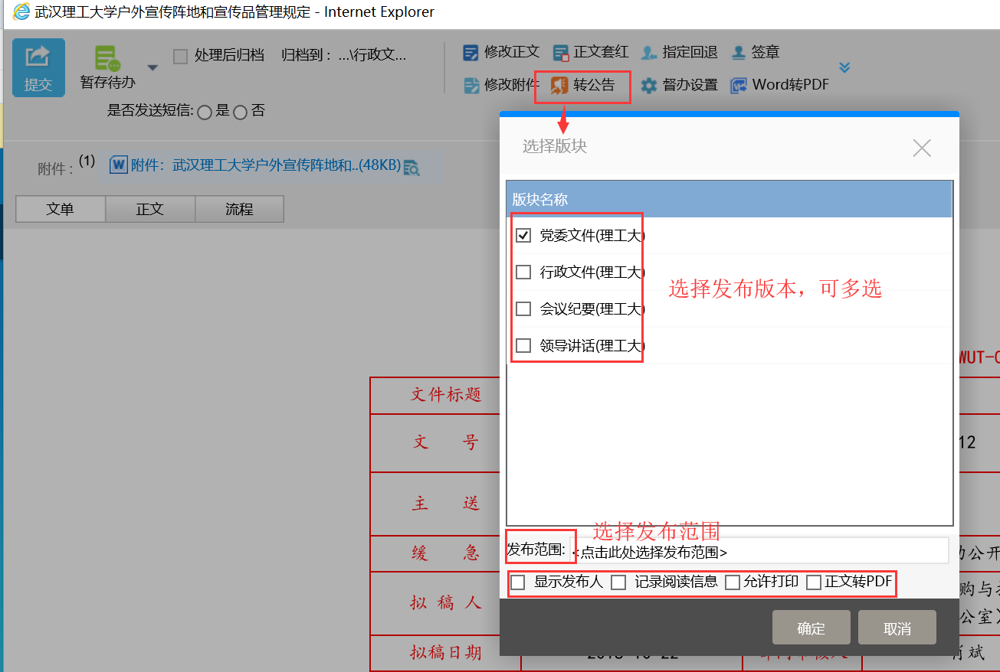 武汉理工大学户外宣传阵地和宣传品管理规定 - Internet Explorer
提交
暂存待办
处理后归档 归档到：...\行政文...
是否发送短信: 是 否
修改正文 正文套红 指定回退 签章
修改附件 转公告 督办设置 Word转PDF
附件： (1) 附件：武汉理工大学户外宣传阵地和..(48KB)
文单 正文 流程
选择版块
版块名称
党委文件(理工大)
行政文件(理工大)
会议纪要(理工大)
领导讲话(理工大)
选择发布版本，可多选
选择发布范围
发布范围: <点击此处选择发布范围>
显示发布人 记录阅读信息 允许打印 正文转PDF
确定 取消
WUT-
文件标题
文 号 12
主 送
缓 急 公开
拟 稿 人 购与
公室
拟稿日期 肖斌